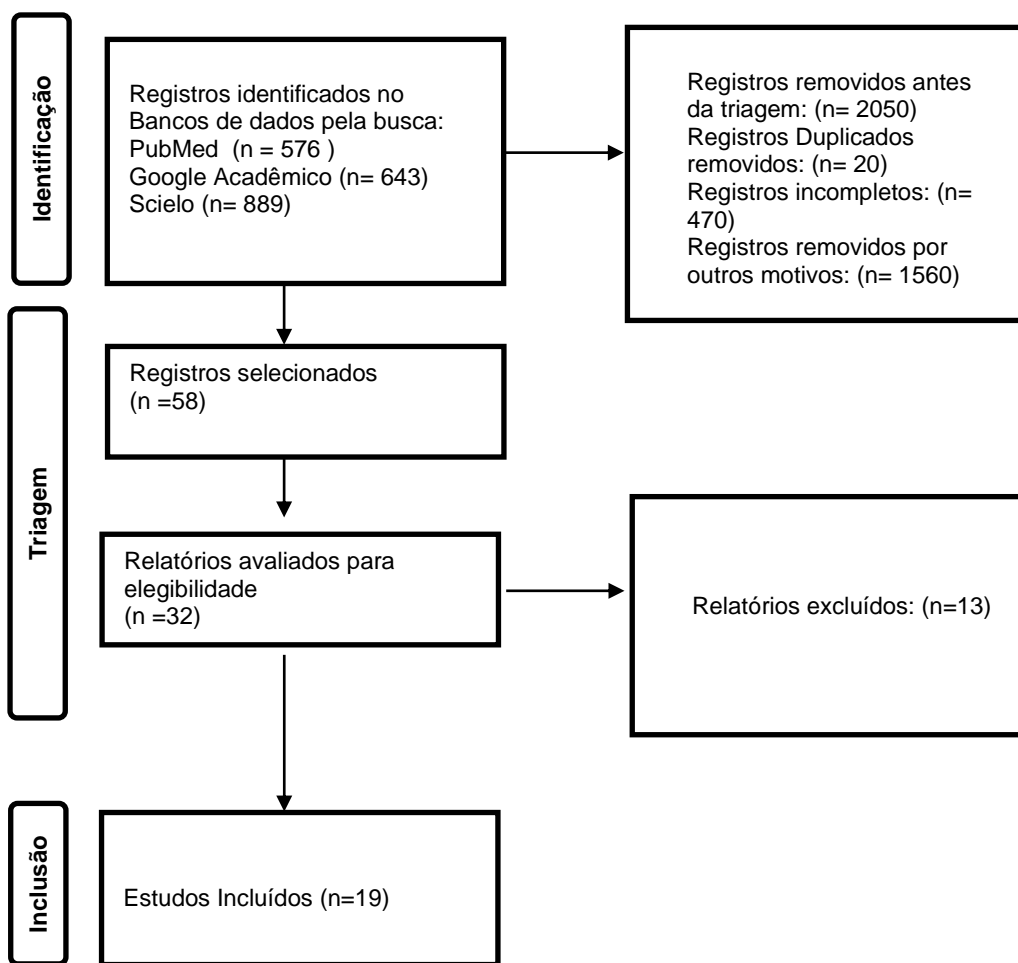 Identificação
Registros identificados no
Bancos de dados pela busca:
PubMed  (n = 576 )
Google Acadêmico (n= 643)
Scielo (n= 889)
Registros removidos antes
da triagem: (n= 2050)
Registros Duplicados
removidos: (n= 20)
Registros incompletos: (n=
470)
Registros removidos por
outros motivos: (n= 1560)
Triagem
Registros selecionados
(n =58)
Relatórios avaliados para
elegibilidade
(n =32)
Relatórios excluídos: (n=13)
Inclusão
Estudos Incluídos (n=19)